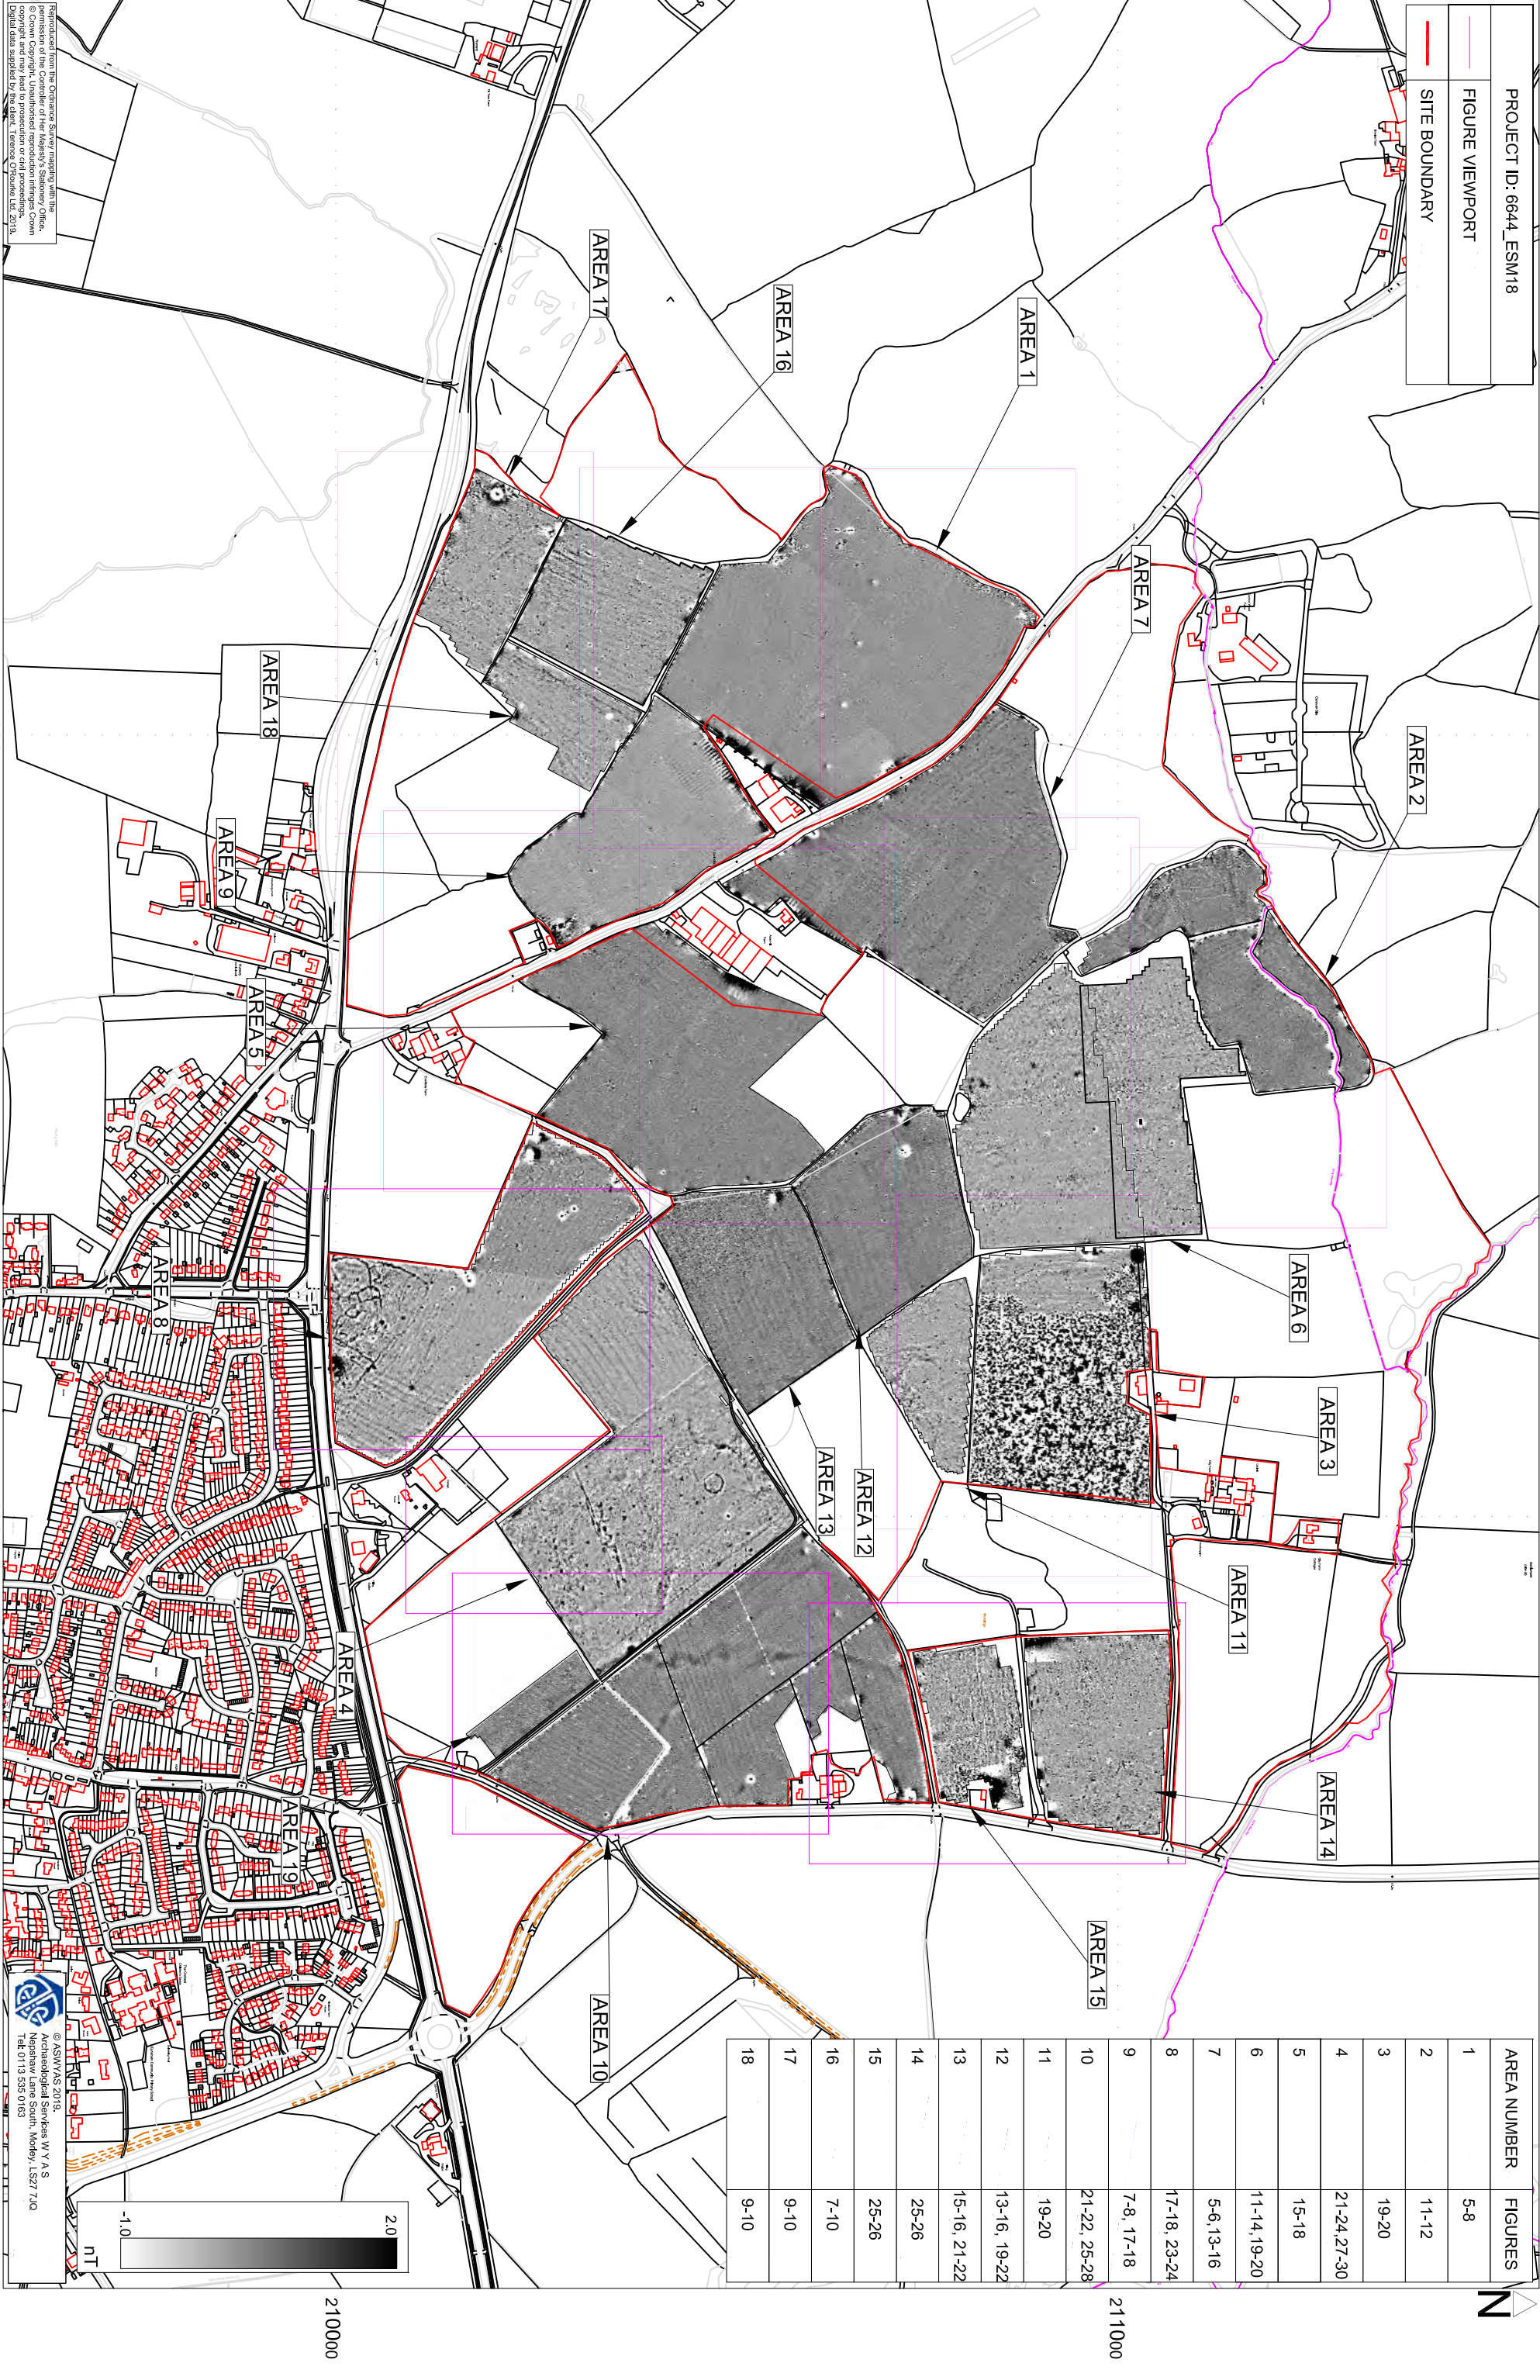 PROJECT ID: 6644_ESM18
FIGURE VIEWPORT
SITE BOUNDARY
AREA 1
AREA 2
AREA 7
AREA 16
AREA 17
AREA 18
AREA 9
AREA 5
AREA 8
AREA 6
AREA 3
AREA 12
AREA 13
AREA 11
AREA 4
AREA 14
AREA 15
AREA 19
AREA 10
AREA NUMBER FIGURES
1 5-8
2 11-12
3 19-20
4 21-24,27-30
5 15-18
6 11-14,19-20
7 5-6,13-16
8 17-18, 23-24
9 7-8, 17-18
10 21-22, 25-28
11 19-20
12 13-16, 19-22
13 15-16, 21-22
14 25-26
15 25-26
16 7-10
17 9-10
18 9-10
N
211000
210000
2.0
-1.0
nT
Reproduced from the Ordnance Survey mapping with the
permission of the Controller of Her Majesty's Stationery Office.
© Crown Copyright. Unauthorised reproduction infringes Crown
copyright and may lead to prosecution or civil proceedings.
Digital data supplied by the client, Terence O'Rourke Ltd, 2019.
© ASWYAS 2019.
Archaeological Services W Y A S
Nepshaw Lane South, Morley, LS27 7JQ
Tel: 0113 535 0163